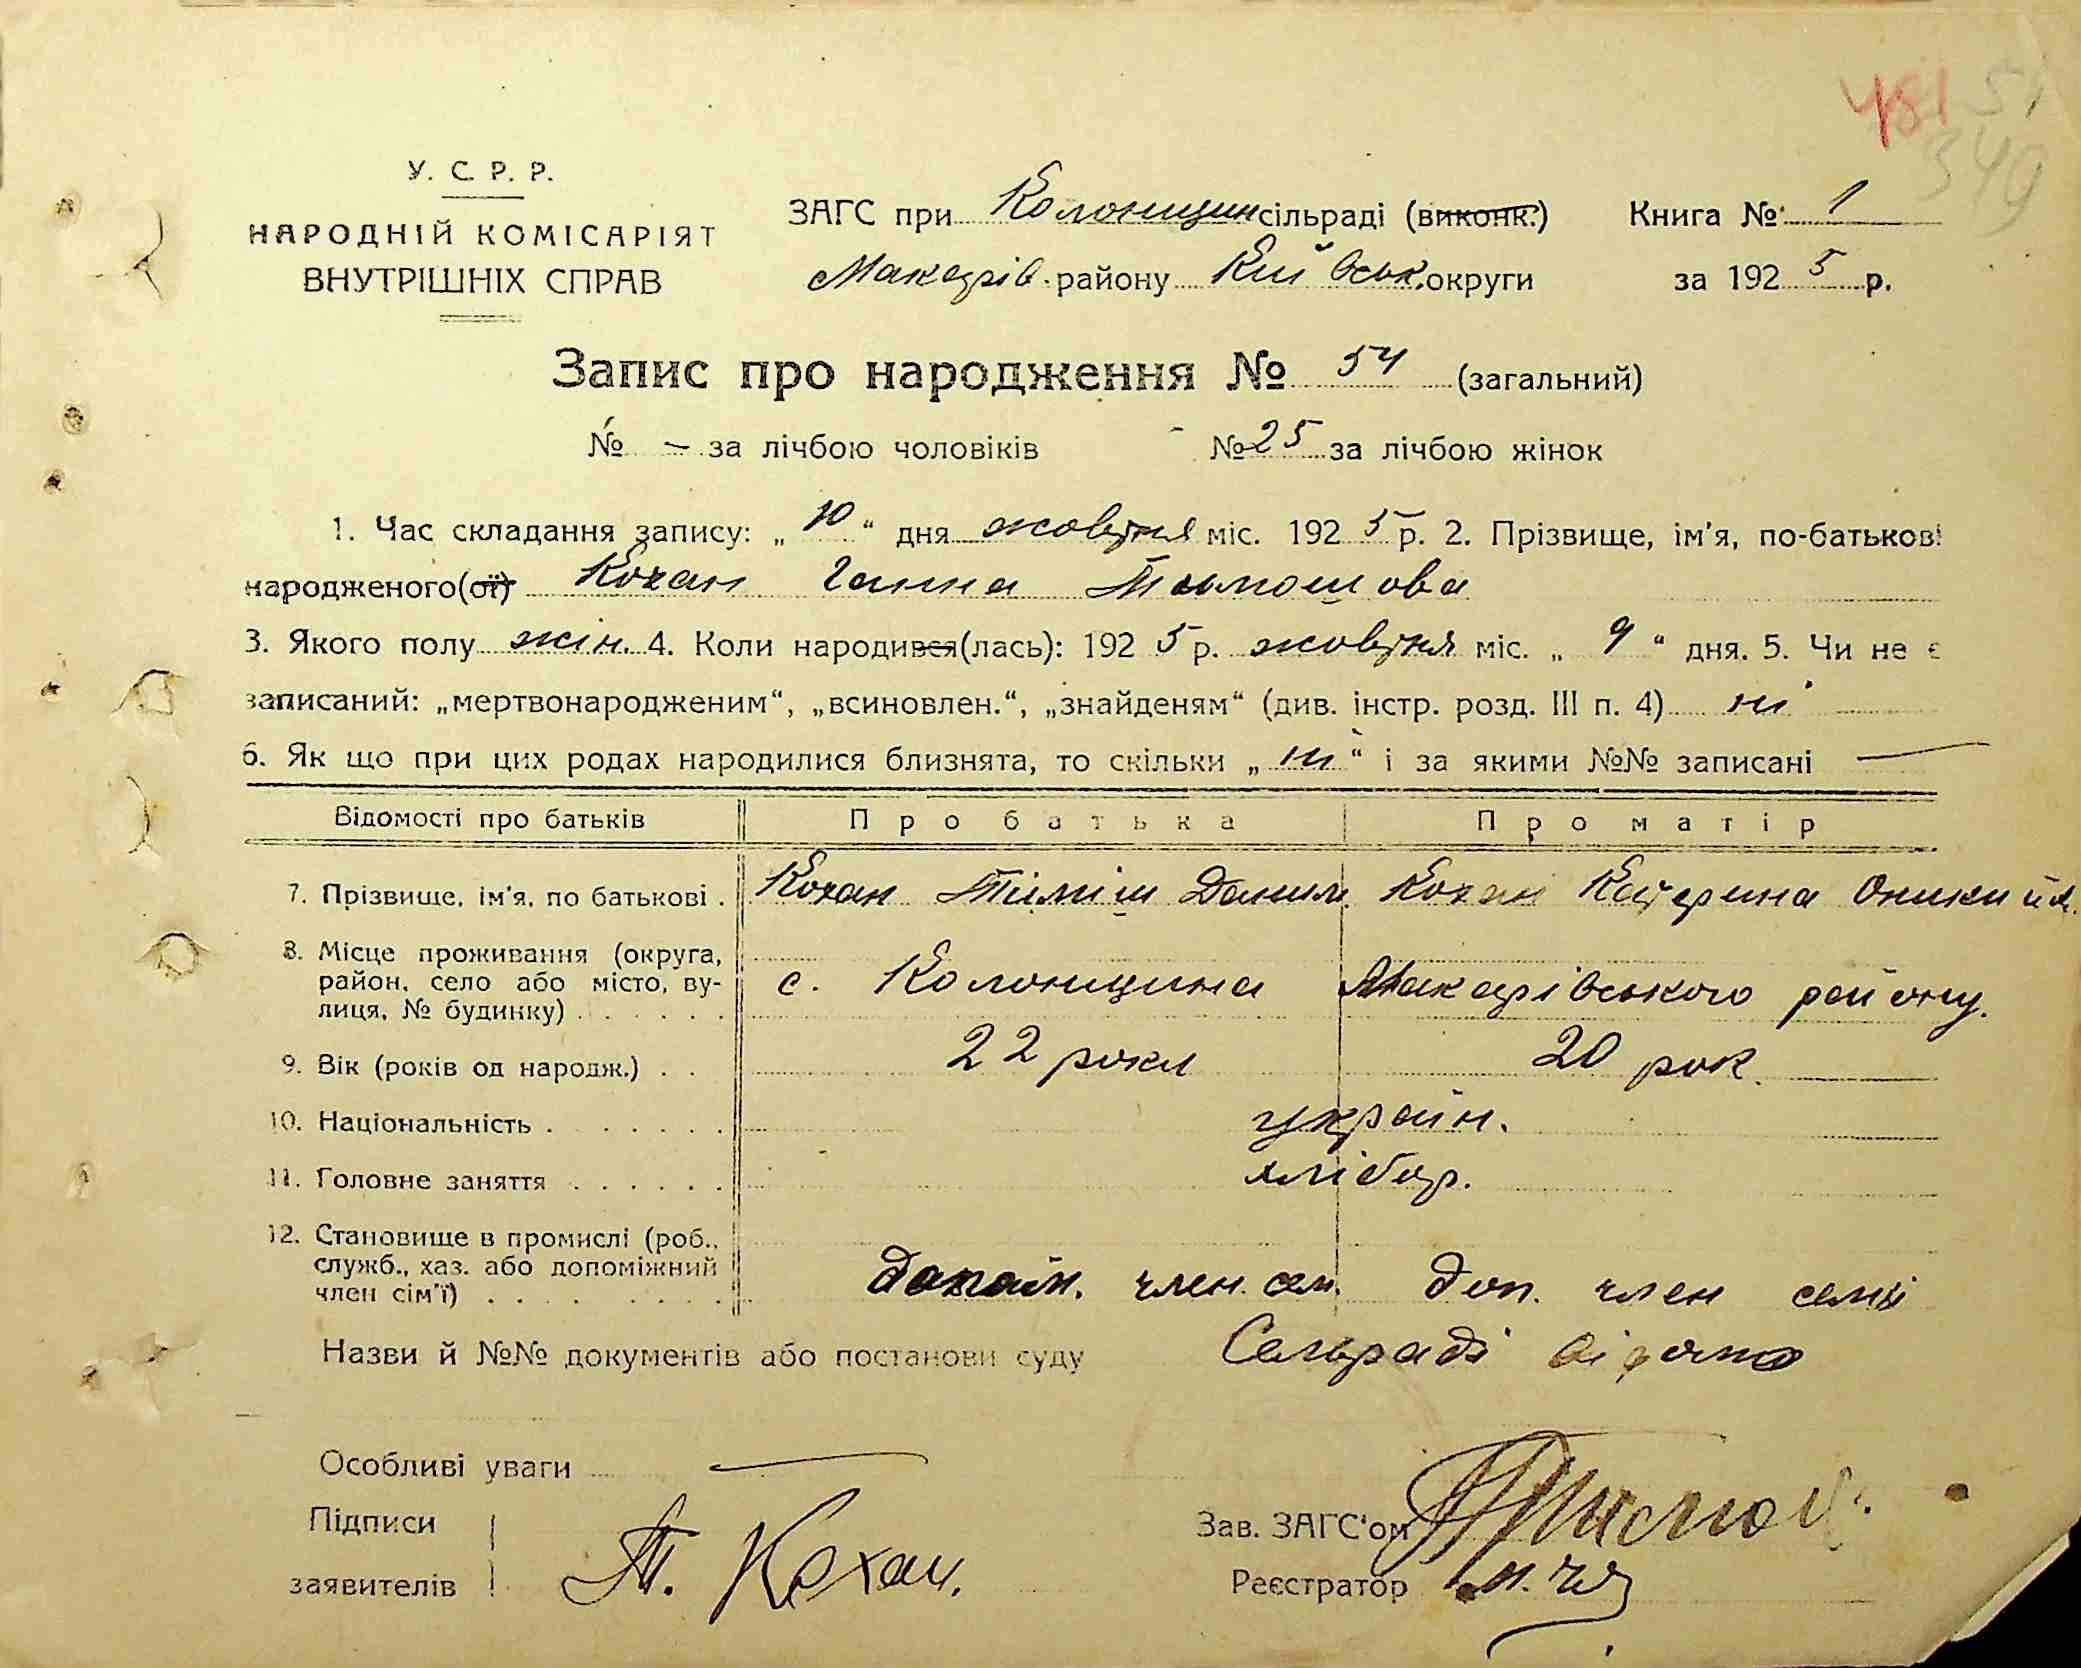 481 51
349
У. С. Р. Р.
НАРОДНІЙ КОМІСАРІЯТ
ВНУТРІШНІХ СПРАВ
ЗАГС при Колонщин сільраді (виконк.) Книга № 1
Макарів. району Київськ. округи за 1925 р.
Запис про народження № 54 (загальний)
№ — за лічбою чоловіків № 25 за лічбою жінок
1. Час складання запису: „10“ дня жовтня міс. 1925 р. 2. Прізвище, ім'я, по-батькові
народженого(ої) Кохан Ганна Тимошова
3. Якого полу жін. 4. Коли народився(лась): 1925 р. жовтня міс. „9“ дня. 5. Чи не є
записаний: „мертвонародженим“, „всиновлен.“, „знайденям“ (див. інстр. розд. III п. 4) ні
6. Як що при цих родах народилися близнята, то скільки „ні“ і за якими №№ записані —
Відомості про батьків Про батька Про матір
7. Прізвище, ім'я, по батькові . Кохан Тіміш Данил. Кохан Катерина Оникийв.
8. Місце проживання (округа,
район, село або місто, ву-
лиця, № будинку) . . . . . . с. Колонщина Макарівського району.
9. Вік (років од народж.) . . 22 роки 20 рок.
10. Національність . . . . . . . україн.
11. Головне заняття . . . . . . хлібор.
12. Становище в промислі (роб.,
служб., хаз. або допоміжний
член сім'ї) . . . . . . . . член сем. доп. член семї
Назви й №№ документів або постанови суду Сельраді відомо
Особливі уваги —
Підписи
заявителів Т. Кохан.
Зав. ЗАГС'ом
Реєстратор